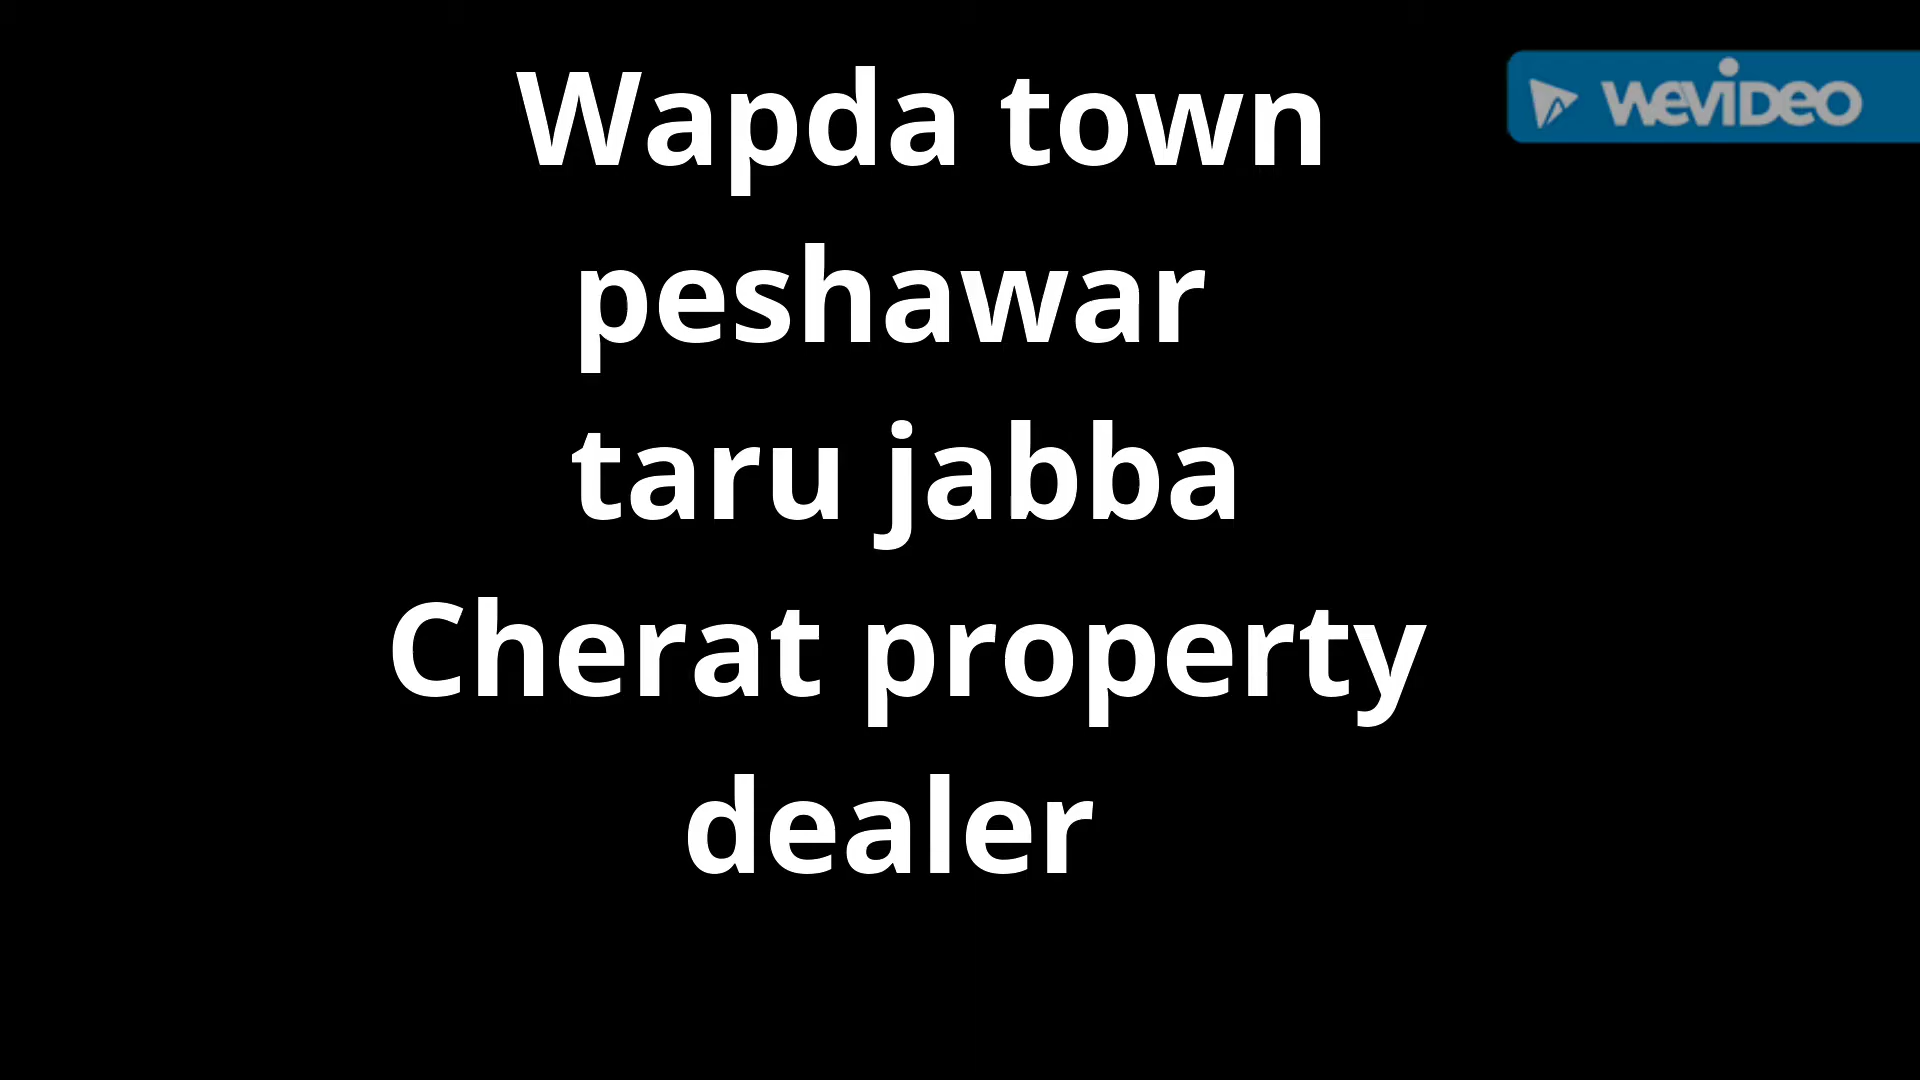 Wapda town
WEVIDEO
peshawar
taru jabba
Cherat property
dealer